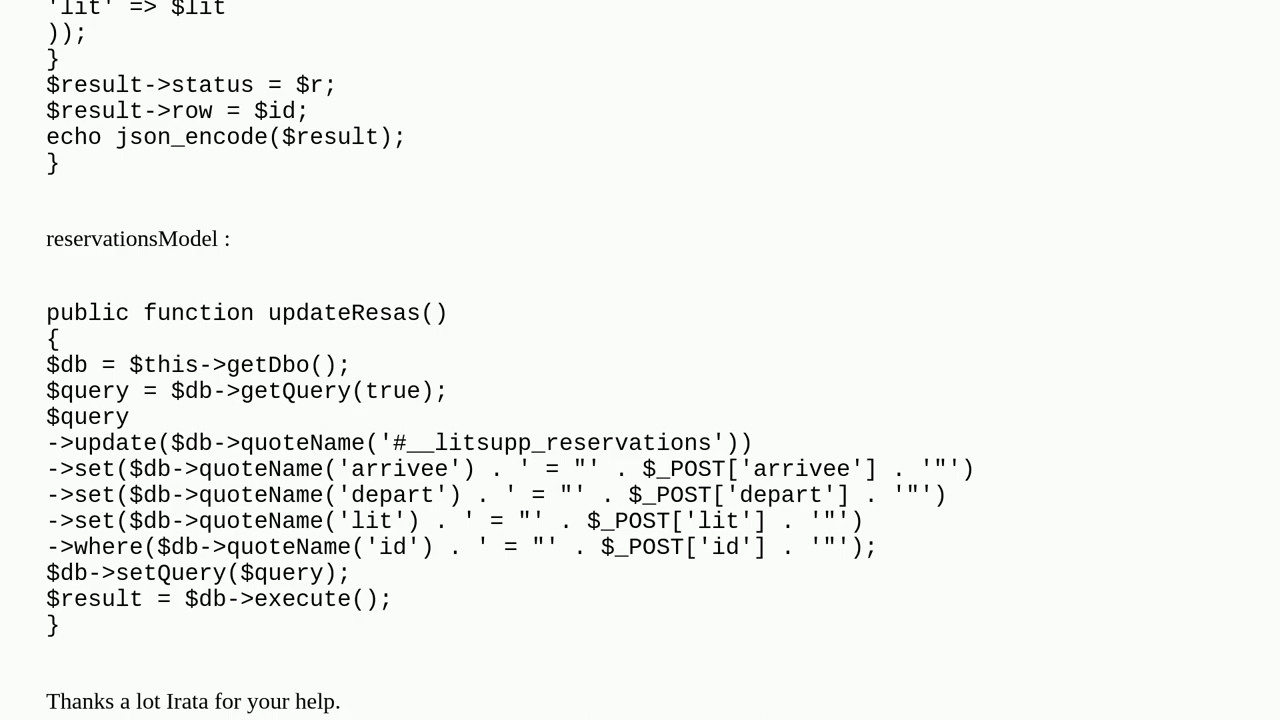 'lit' => $lit
));
}
$result->status = $r;
$result->row = $id;
echo json_encode($result);
}
reservationsModel :
public function updateResas()
{
$db = $this->getDbo();
$query = $db->getQuery(true);
$query
->update($db->quoteName('#__litsupp_reservations'))
->set($db->quoteName('arrivee') . ' = "' . $_POST['arrivee'] . '"')
->set($db->quoteName('depart') . ' = "' . $_POST['depart'] . '"')
->set($db->quoteName('lit') . ' = "' . $_POST['lit'] . '"')
->where($db->quoteName('id') . ' = "' . $_POST['id'] . '"');
$db->setQuery($query);
$result = $db->execute();
}
Thanks a lot Irata for your help.